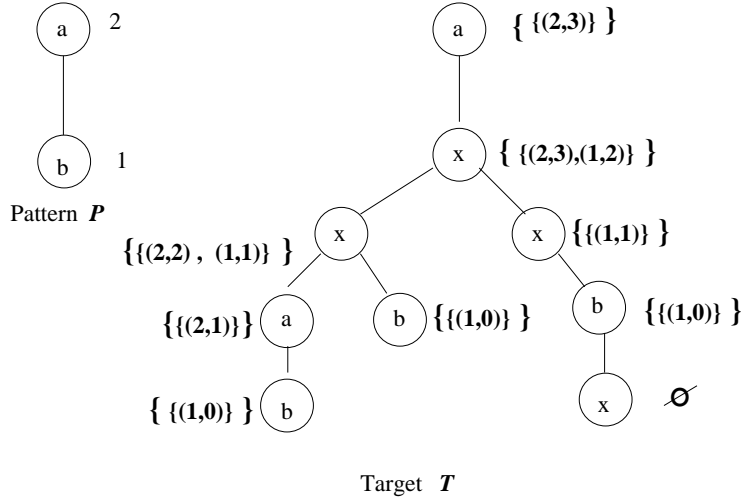 a 2
a { {(2,3)} }
b 1
x { {(2,3),(1,2)} }
Pattern P
{{(2,2) , (1,1)} } x
x {{(1,1)} }
{{(2,1)}} a
b {{(1,0)} }
b {{(1,0)} }
{ {(1,0)} } b
x ∅
Target T